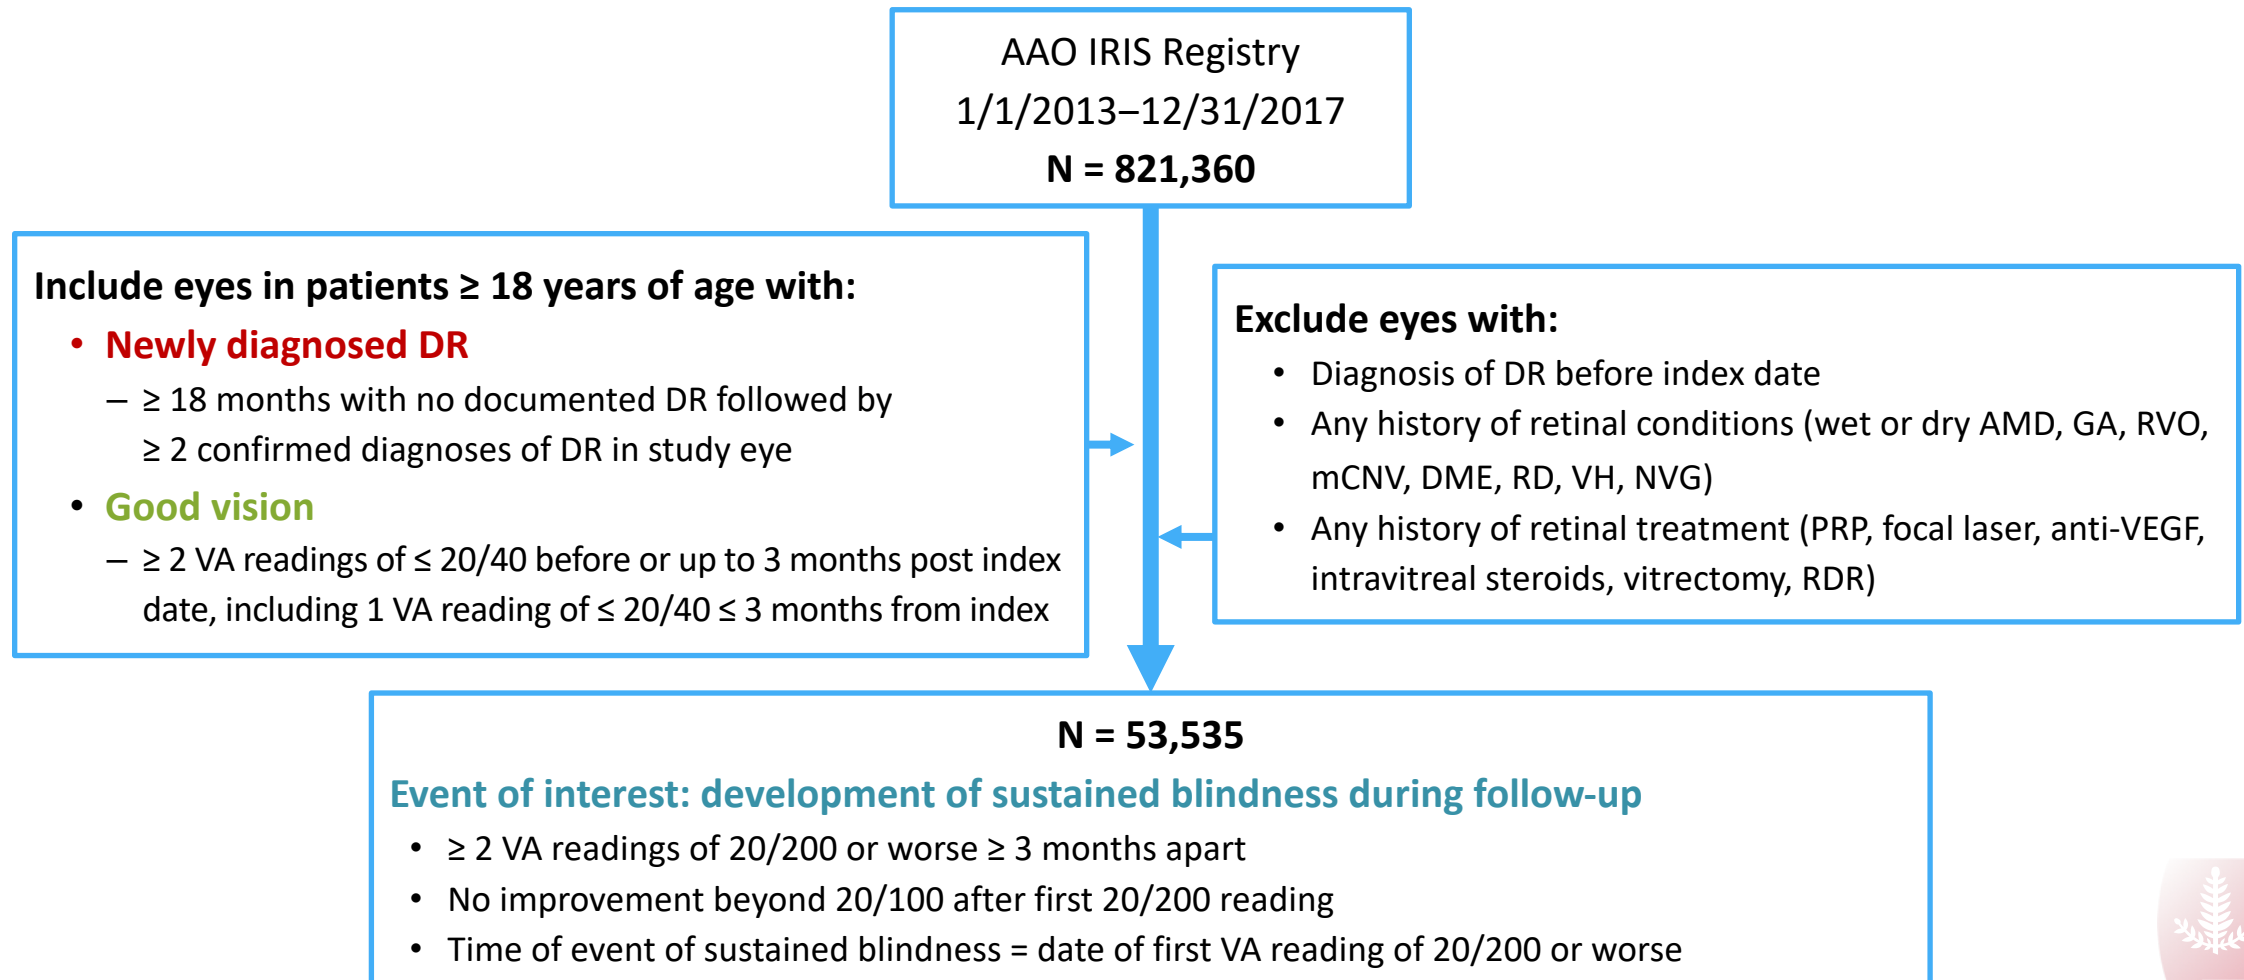 AAO IRIS Registry
1/1/2013–12/31/2017
N = 821,360
Include eyes in patients ≥ 18 years of age with:
• Newly diagnosed DR
– ≥ 18 months with no documented DR followed by
≥ 2 confirmed diagnoses of DR in study eye
• Good vision
– ≥ 2 VA readings of ≤ 20/40 before or up to 3 months post index
date, including 1 VA reading of ≤ 20/40 ≤ 3 months from index
Exclude eyes with:
• Diagnosis of DR before index date
• Any history of retinal conditions (wet or dry AMD, GA, RVO,
mCNV, DME, RD, VH, NVG)
• Any history of retinal treatment (PRP, focal laser, anti-VEGF,
intravitreal steroids, vitrectomy, RDR)
N = 53,535
Event of interest: development of sustained blindness during follow-up
• ≥ 2 VA readings of 20/200 or worse ≥ 3 months apart
• No improvement beyond 20/100 after first 20/200 reading
• Time of event of sustained blindness = date of first VA reading of 20/200 or worse